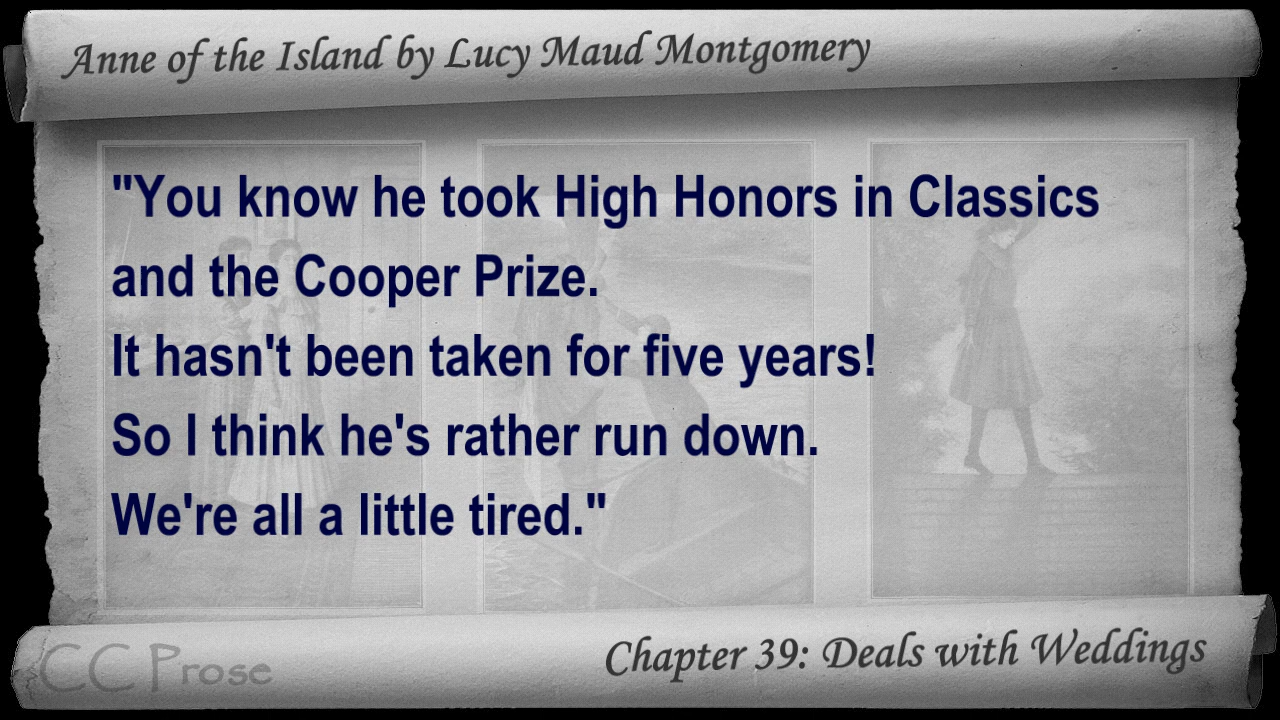 Anne of the Island by Lucy Maud Montgomery
"You know he took High Honors in Classics
and the Cooper Prize.
It hasn't been taken for five years!
So I think he's rather run down.
We're all a little tired."
Chapter 39: Deals with Weddings
CC Prose